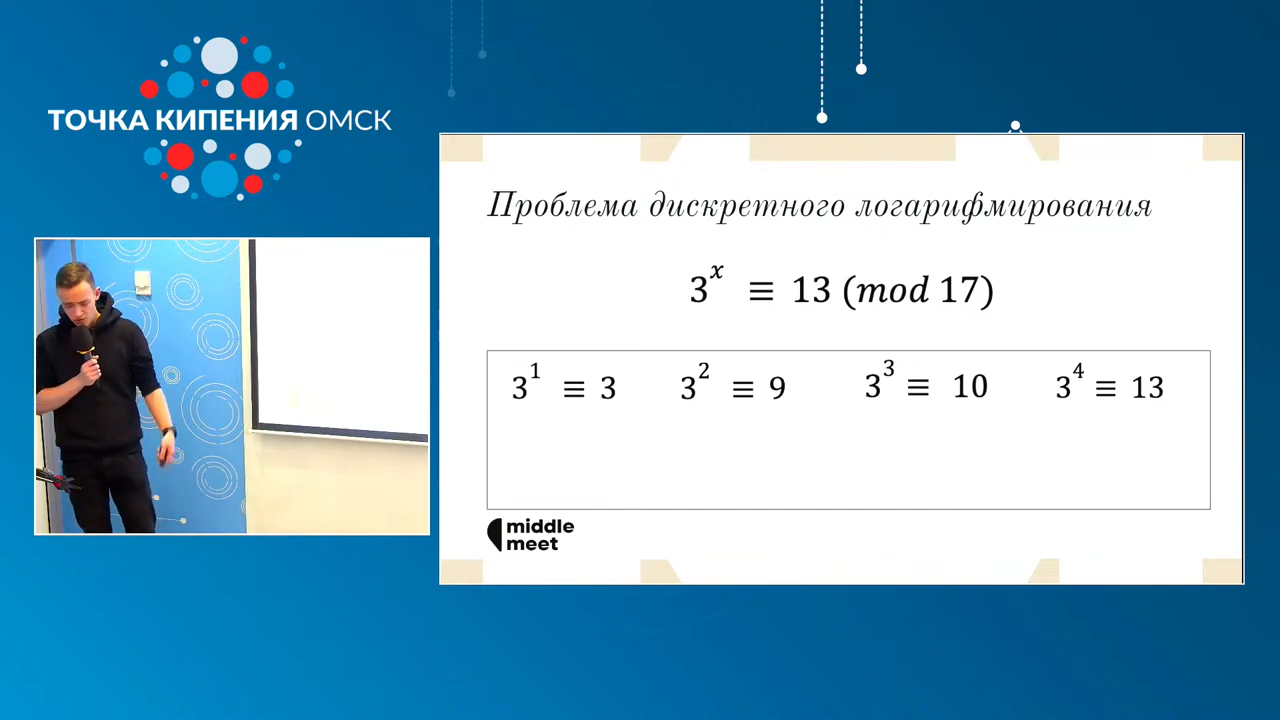 ТОЧКА КИПЕНИЯ ОМСК
Проблема дискретного логарифмирования
3^x ≡ 13 (mod 17)
3^1 ≡ 3 3^2 ≡ 9 3^3 ≡ 10 3^4 ≡ 13
middle
meet